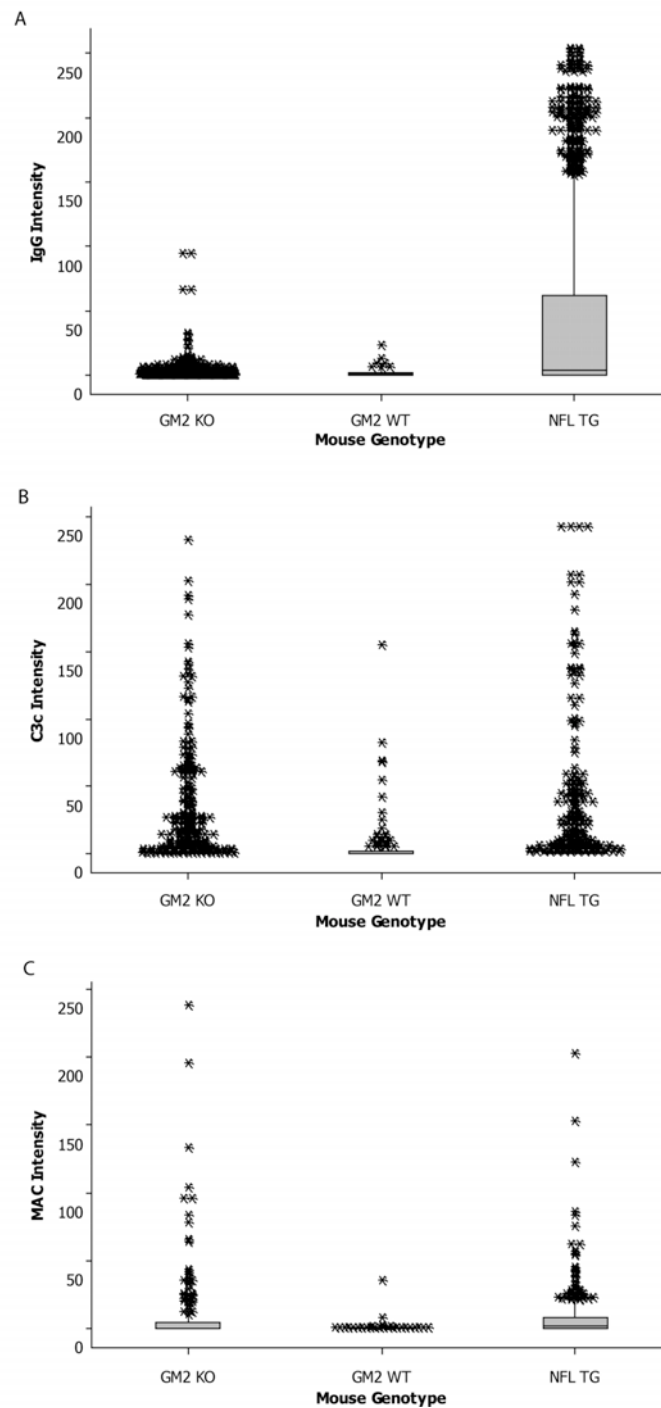 A
250
200
150
100
50
0
IgG Intensity
GM2 KO GM2 WT NFL TG
Mouse Genotype
B
250
200
150
100
50
0
C3c Intensity
GM2 KO GM2 WT NFL TG
Mouse Genotype
C
250
200
150
100
50
0
MAC Intensity
GM2 KO GM2 WT NFL TG
Mouse Genotype